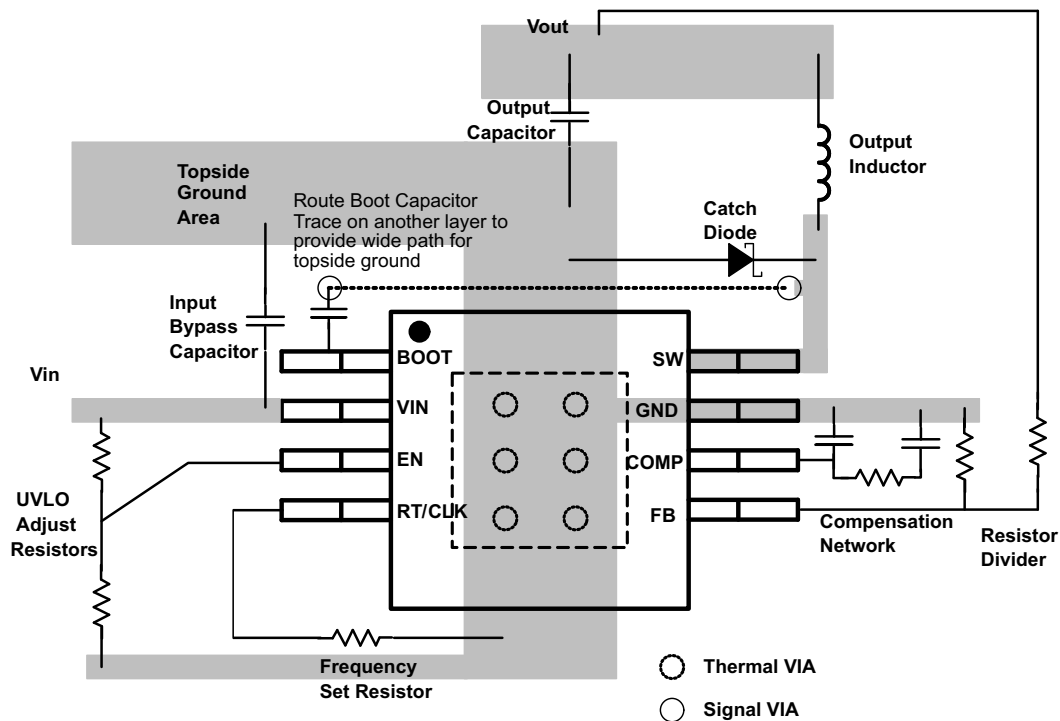 Vout
Output
Capacitor
Output
Inductor
Topside
Ground
Area
Route Boot Capacitor
Trace on another layer to
provide wide path for
topside ground
Catch
Diode
Input
Bypass
Capacitor
Vin
BOOT
VIN
EN
RT/CLK
SW
GND
COMP
FB
UVLO
Adjust
Resistors
Compensation
Network
Resistor
Divider
Frequency
Set Resistor
Thermal VIA
Signal VIA